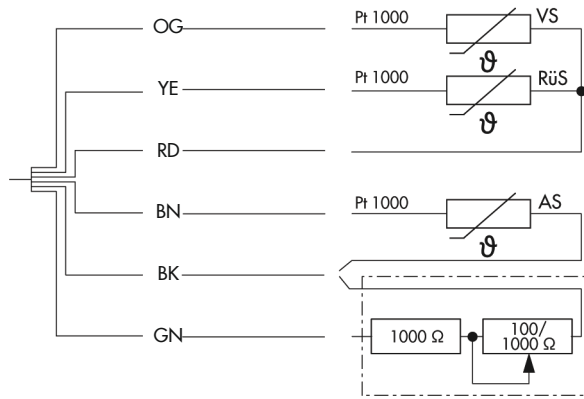 OG Pt 1000 VS
ϑ
YE Pt 1000 RüS
ϑ
RD
BN Pt 1000 AS
ϑ
BK
GN 1000 Ω 100/
1000 Ω